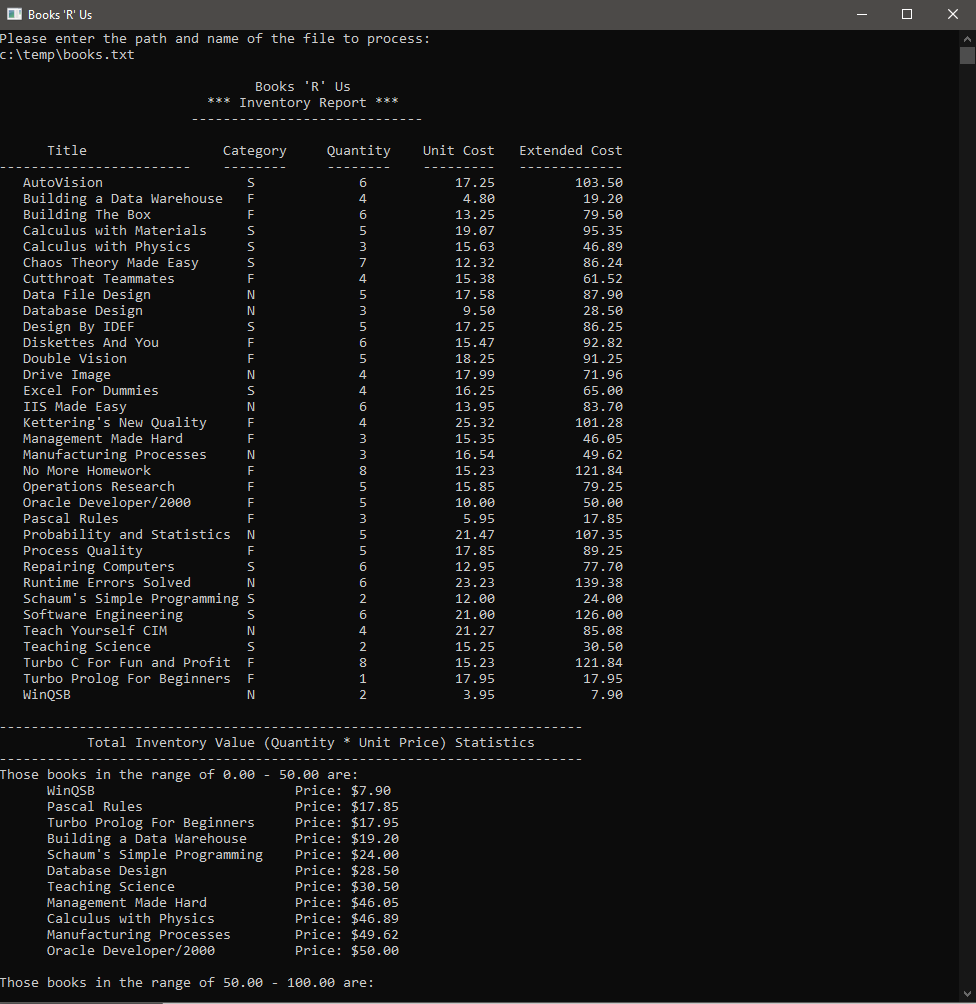 Books 'R' Us
Please enter the path and name of the file to process:
c:\temp\books.txt
Books 'R' Us
*** Inventory Report ***
-----------------------------
Title Category Quantity Unit Cost Extended Cost
------------------------ -------- -------- --------- -------------
AutoVision S 6 17.25 103.50
Building a Data Warehouse F 4 4.80 19.20
Building The Box F 6 13.25 79.50
Calculus with Materials S 5 19.07 95.35
Calculus with Physics S 3 15.63 46.89
Chaos Theory Made Easy S 7 12.32 86.24
Cutthroat Teammates F 4 15.38 61.52
Data File Design N 5 17.58 87.90
Database Design N 3 9.50 28.50
Design By IDEF S 5 17.25 86.25
Diskettes And You F 6 15.47 92.82
Double Vision F 5 18.25 91.25
Drive Image N 4 17.99 71.96
Excel For Dummies S 4 16.25 65.00
IIS Made Easy N 6 13.95 83.70
Kettering's New Quality F 4 25.32 101.28
Management Made Hard F 3 15.35 46.05
Manufacturing Processes N 3 16.54 49.62
No More Homework F 8 15.23 121.84
Operations Research F 5 15.85 79.25
Oracle Developer/2000 F 5 10.00 50.00
Pascal Rules F 3 5.95 17.85
Probability and Statistics N 5 21.47 107.35
Process Quality F 5 17.85 89.25
Repairing Computers S 6 12.95 77.70
Runtime Errors Solved N 6 23.23 139.38
Schaum's Simple Programming S 2 12.00 24.00
Software Engineering S 6 21.00 126.00
Teach Yourself CIM N 4 21.27 85.08
Teaching Science S 2 15.25 30.50
Turbo C For Fun and Profit F 8 15.23 121.84
Turbo Prolog For Beginners F 1 17.95 17.95
WinQSB N 2 3.95 7.90
-------------------------------------------------------------------------
Total Inventory Value (Quantity * Unit Price) Statistics
-------------------------------------------------------------------------
Those books in the range of 0.00 - 50.00 are:
WinQSB Price: $7.90
Pascal Rules Price: $17.85
Turbo Prolog For Beginners Price: $17.95
Building a Data Warehouse Price: $19.20
Schaum's Simple Programming Price: $24.00
Database Design Price: $28.50
Teaching Science Price: $30.50
Management Made Hard Price: $46.05
Calculus with Physics Price: $46.89
Manufacturing Processes Price: $49.62
Oracle Developer/2000 Price: $50.00
Those books in the range of 50.00 - 100.00 are: